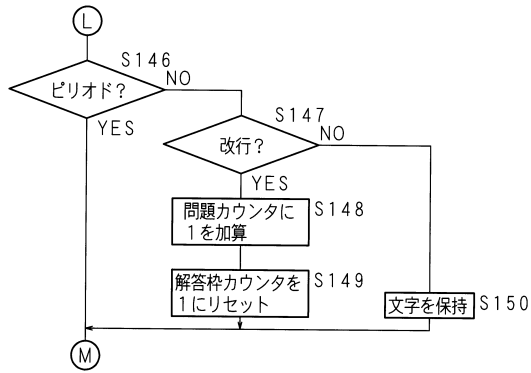 L
S146
ピリオド？
NO
YES
S147
改行？
NO
YES
問題カウンタに
1を加算
S148
解答枠カウンタを
1にリセット
S149
文字を保持
S150
M